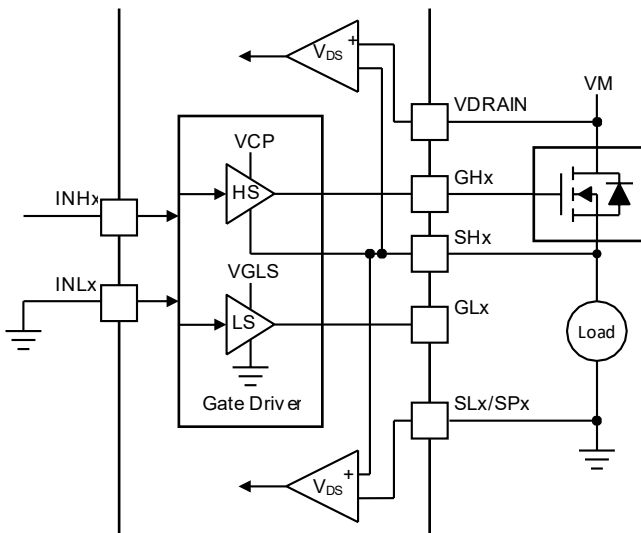 VDS
+
VM
VDRAIN
VCP
HS
GHx
INHx
SHx
VGLS
INLx
LS
GLx
Load
Gate Driver
SLx/SPx
VDS
+